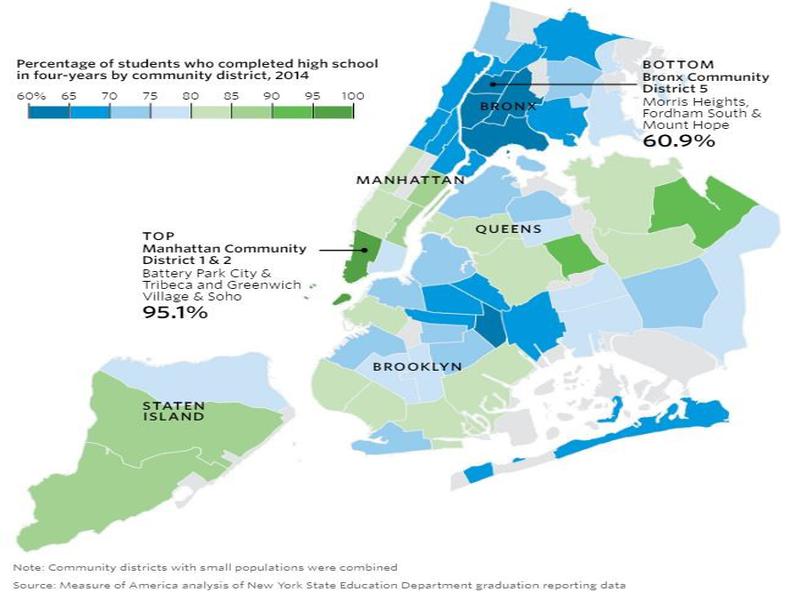 Percentage of students who completed high school
in four-years by community district, 2014
60% 65 70 75 80 85 90 95 100
BOTTOM
Bronx Community
District 5
Morris Heights,
Fordham South &
Mount Hope
60.9%
BRONX
MANHATTAN
QUEENS
TOP
Manhattan Community
District 1 & 2
Battery Park City &
Tribeca and Greenwich
Village & Soho
95.1%
BROOKLYN
STATEN
ISLAND
Note: Community districts with small populations were combined
Source: Measure of America analysis of New York State Education Department graduation reporting data